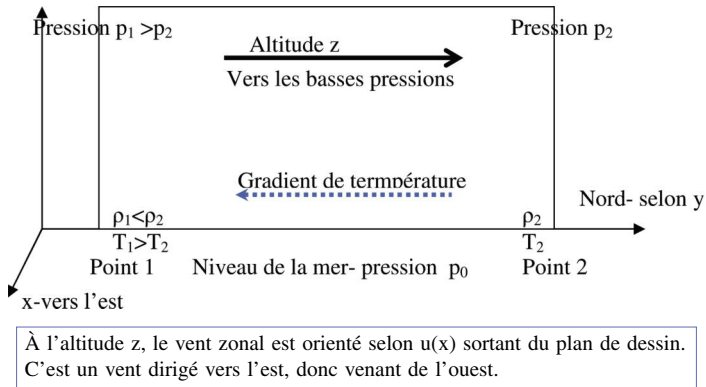 Pression p₁ >p₂
Pression p₂
Altitude z
Vers les basses pressions
Gradient de termpérature
Nord- selon y
ρ₁<ρ₂
ρ₂
T₁>T₂
T₂
Point 1
Niveau de la mer- pression p₀
Point 2
x-vers l’est
À l’altitude z, le vent zonal est orienté selon u(x) sortant du plan de dessin.
C’est un vent dirigé vers l’est, donc venant de l’ouest.